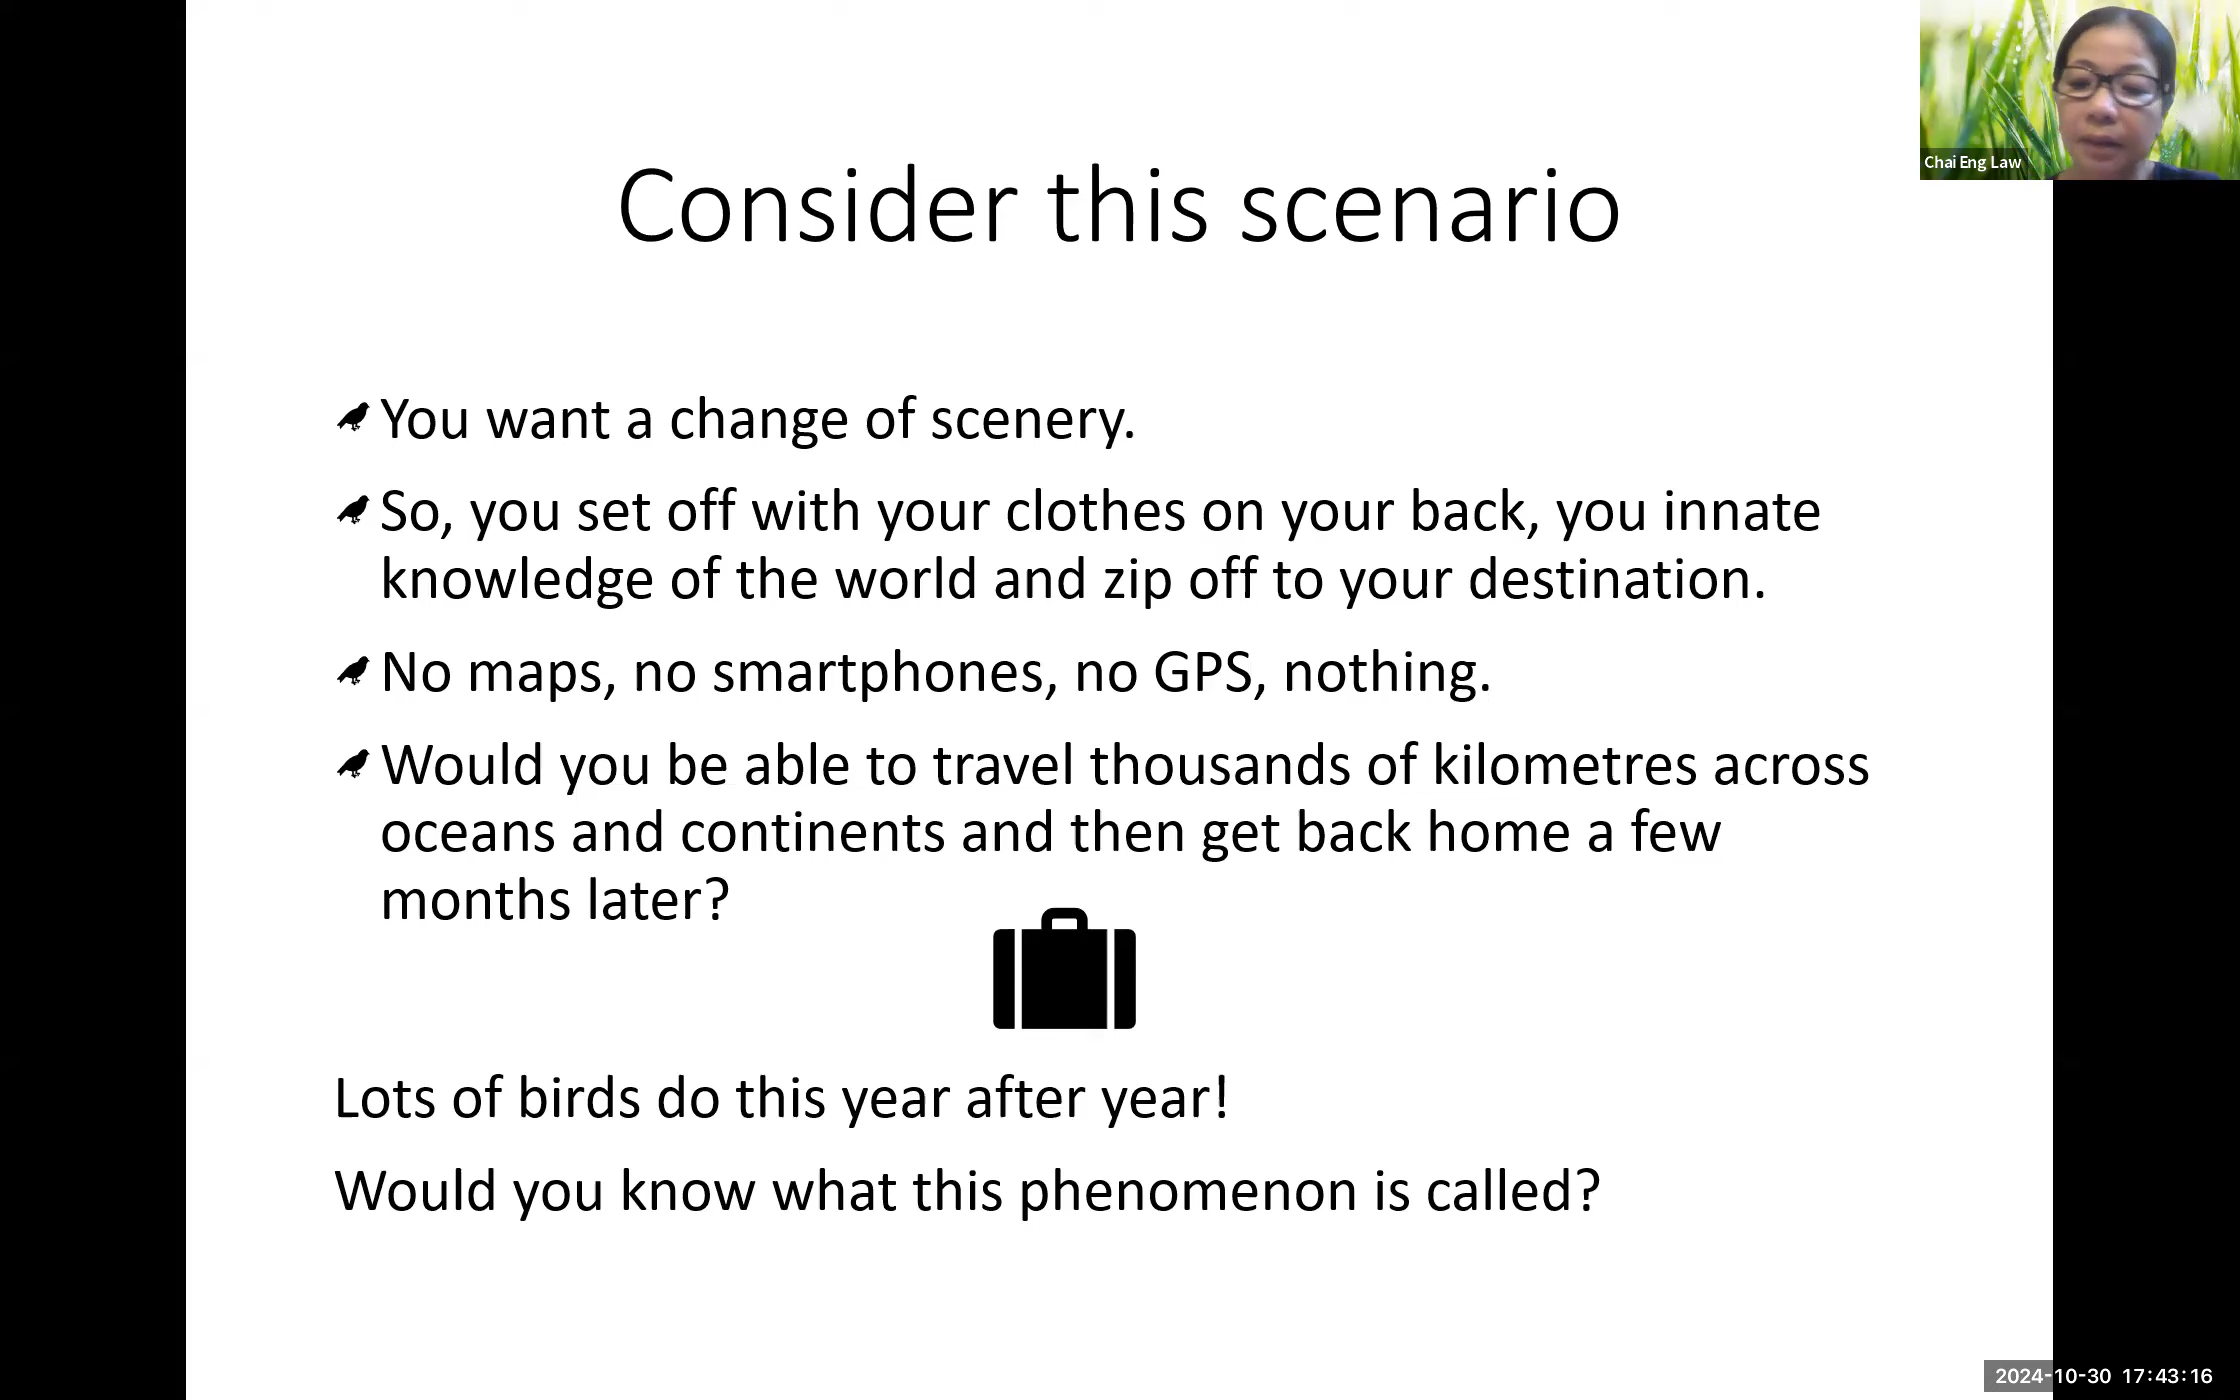 Chai Eng Law
Consider this scenario
You want a change of scenery.
So, you set off with your clothes on your back, you innate
knowledge of the world and zip off to your destination.
No maps, no smartphones, no GPS, nothing.
Would you be able to travel thousands of kilometres across
oceans and continents and then get back home a few
months later?
Lots of birds do this year after year!
Would you know what this phenomenon is called?
2024-10-30 17:43:16